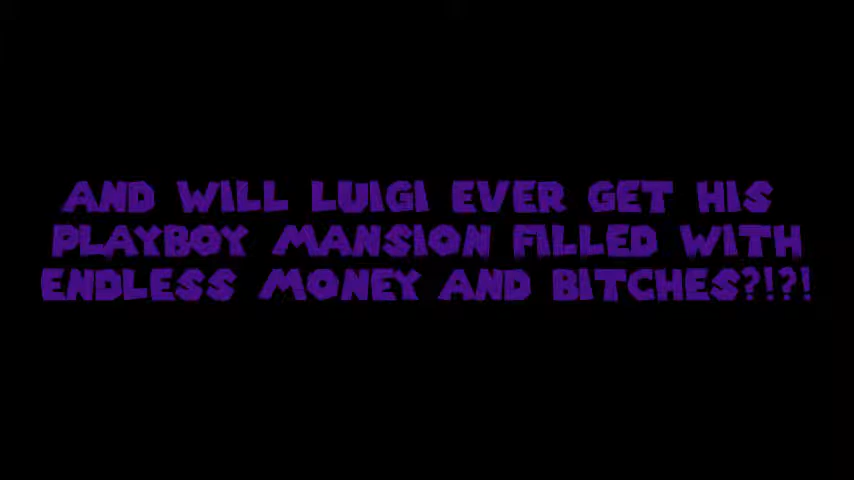 AND WILL LUIGI EVER GET HIS
PLAYBOY MANSION FILLED WITH
ENDLESS MONEY AND BITCHES?!?!